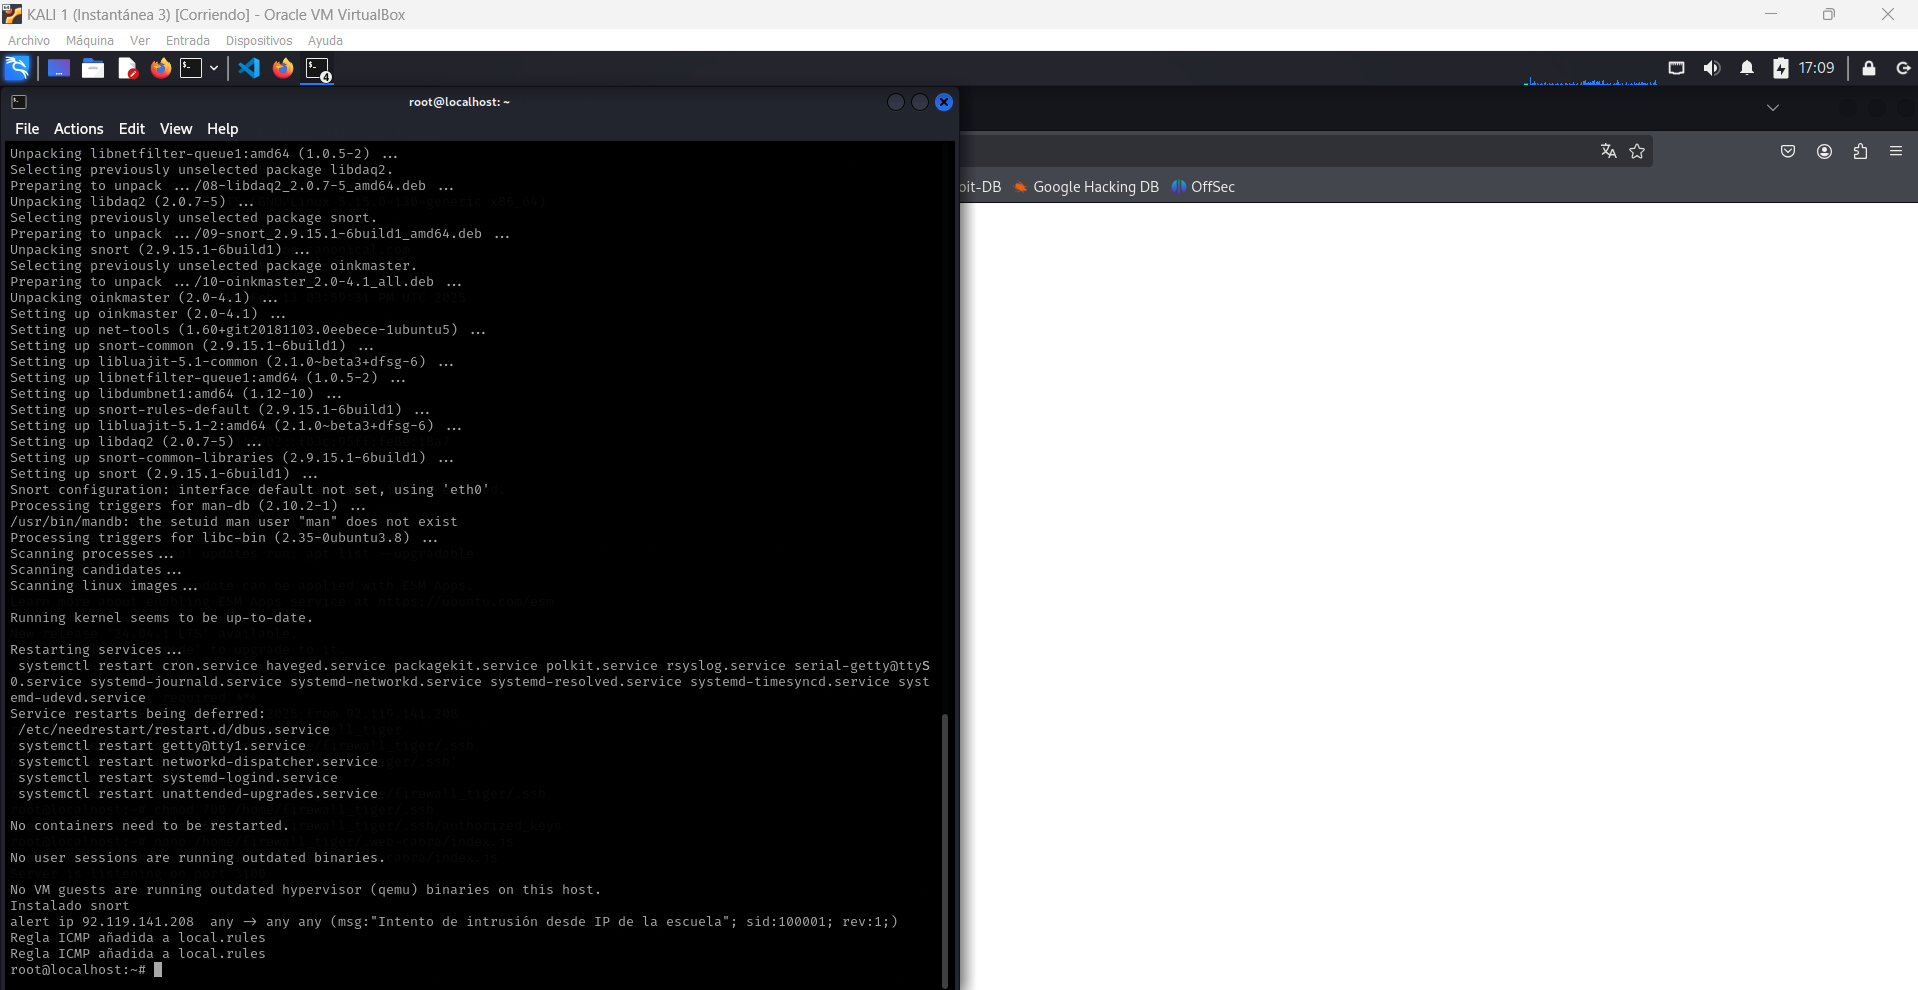 KALI 1 (Instantánea 3) [Corriendo] - Oracle VM VirtualBox
Archivo Máquina Ver Entrada Dispositivos Ayuda
4
17:09
root@localhost: ~
File Actions Edit View Help
bit-DB Google Hacking DB OffSec
Unpacking libnetfilter-queue1:amd64 (1.0.5-2) ...
Selecting previously unselected package libdaq2.
Preparing to unpack .../08-libdaq2_2.0.7-5_amd64.deb ...
Unpacking libdaq2 (2.0.7-5) ...
Selecting previously unselected package snort.
Preparing to unpack .../09-snort_2.9.15.1-6build1_amd64.deb ...
Unpacking snort (2.9.15.1-6build1) ...
Selecting previously unselected package oinkmaster.
Preparing to unpack .../10-oinkmaster_2.0-4.1_all.deb ...
Unpacking oinkmaster (2.0-4.1) ...
Setting up oinkmaster (2.0-4.1) ...
Setting up net-tools (1.60+git20181103.0eebece-1ubuntu5) ...
Setting up snort-common (2.9.15.1-6build1) ...
Setting up libluajit-5.1-common (2.1.0~beta3+dfsg-6) ...
Setting up libnetfilter-queue1:amd64 (1.0.5-2) ...
Setting up libdumbnet1:amd64 (1.12-10) ...
Setting up snort-rules-default (2.9.15.1-6build1) ...
Setting up libluajit-5.1-2:amd64 (2.1.0~beta3+dfsg-6) ...
Setting up libdaq2 (2.0.7-5) ...
Setting up snort-common-libraries (2.9.15.1-6build1) ...
Setting up snort (2.9.15.1-6build1) ...
Snort configuration: interface default not set, using 'eth0'
Processing triggers for man-db (2.10.2-1) ...
/usr/bin/mandb: the setuid man user "man" does not exist
Processing triggers for libc-bin (2.35-0ubuntu3.8) ...
Scanning processes...
Scanning candidates...
Scanning linux images...
Running kernel seems to be up-to-date.
Restarting services...
systemctl restart cron.service haveged.service packagekit.service polkit.service rsyslog.service serial-getty@ttyS
0.service systemd-journald.service systemd-networkd.service systemd-resolved.service systemd-timesyncd.service syst
emd-udevd.service
Service restarts being deferred:
/etc/needrestart/restart.d/dbus.service
systemctl restart getty@tty1.service
systemctl restart networkd-dispatcher.service
systemctl restart systemd-logind.service
systemctl restart unattended-upgrades.service
No containers need to be restarted.
No user sessions are running outdated binaries.
No VM guests are running outdated hypervisor (qemu) binaries on this host.
Instalado snort
alert ip 92.119.141.208  any -> any any (msg:"Intento de intrusión desde IP de la escuela"; sid:100001; rev:1;)
Regla ICMP añadida a local.rules
Regla ICMP añadida a local.rules
root@localhost:~#